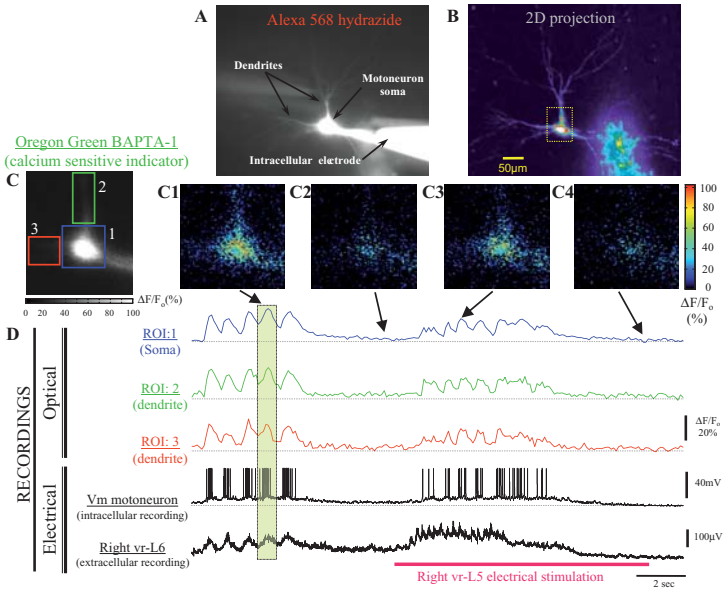 A
Alexa 568 hydrazide
Dendrites
Motoneuron
soma
Intracellular electrode
B
2D projection
50µm
Oregon Green BAPTA-1
(calcium sensitive indicator)
C
2
3
1
ΔF/Fo(%)
0 20 40 60 80 100
C1
C2
C3
C4
100
80
60
40
20
0
ΔF/Fo
(%)
D
RECORDINGS
Optical
Electrical
ROI:1
(Soma)
ROI: 2
(dendrite)
ROI: 3
(dendrite)
ΔF/Fo
20%
Vm motoneuron
(intracellular recording)
40mV
Right vr-L6
(extracellular recording)
100µV
Right vr-L5 electrical stimulation
2 sec